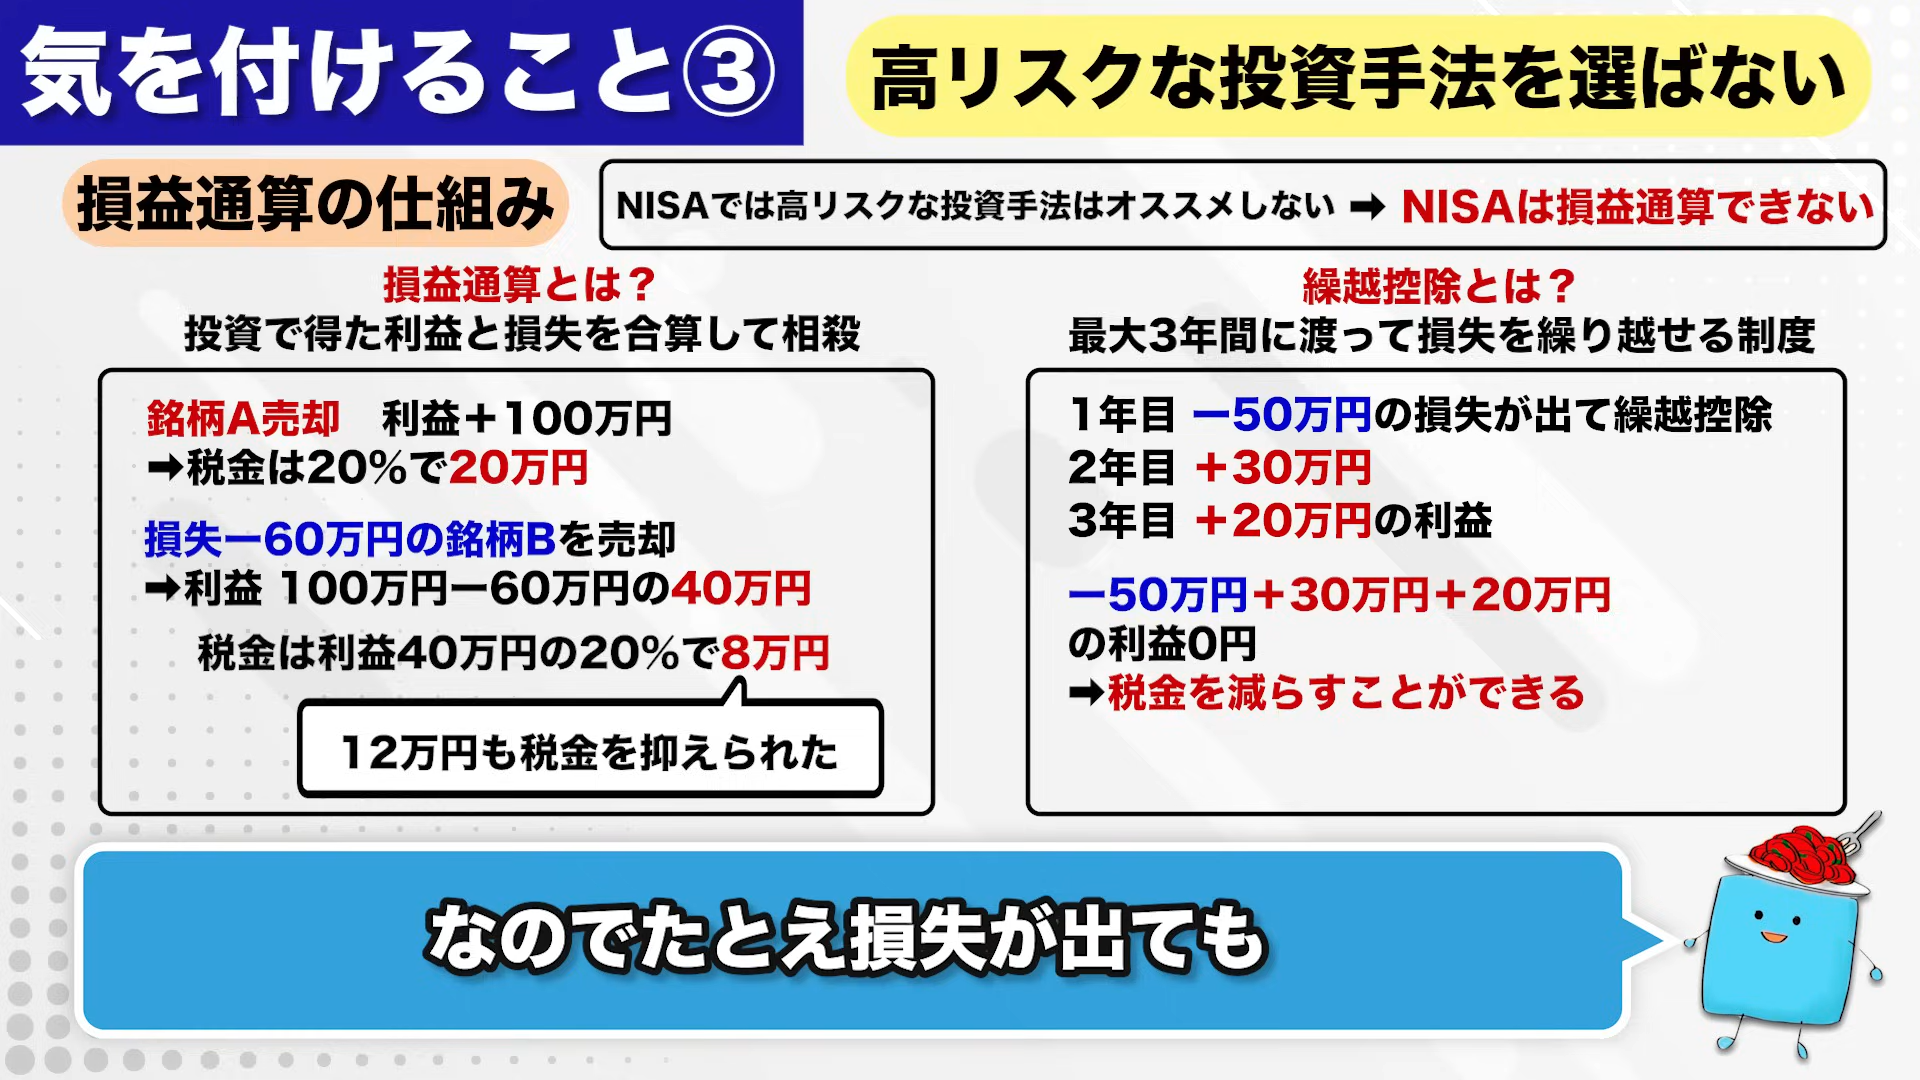 気を付けること③
高リスクな投資手法を選ばない
損益通算の仕組み
NISAでは高リスクな投資手法はオススメしない ➡ NISAは損益通算できない
損益通算とは？
投資で得た利益と損失を合算して相殺
銘柄A売却　利益＋100万円
➡税金は20%で20万円
損失ー60万円の銘柄Bを売却
➡利益 100万円ー60万円の40万円
税金は利益40万円の20%で8万円
12万円も税金を抑えられた
繰越控除とは？
最大3年間に渡って損失を繰り越せる制度
1年目 ー50万円の損失が出て繰越控除
2年目 ＋30万円
3年目 ＋20万円の利益
ー50万円＋30万円＋20万円
の利益0円
➡税金を減らすことができる
なのでたとえ損失が出ても